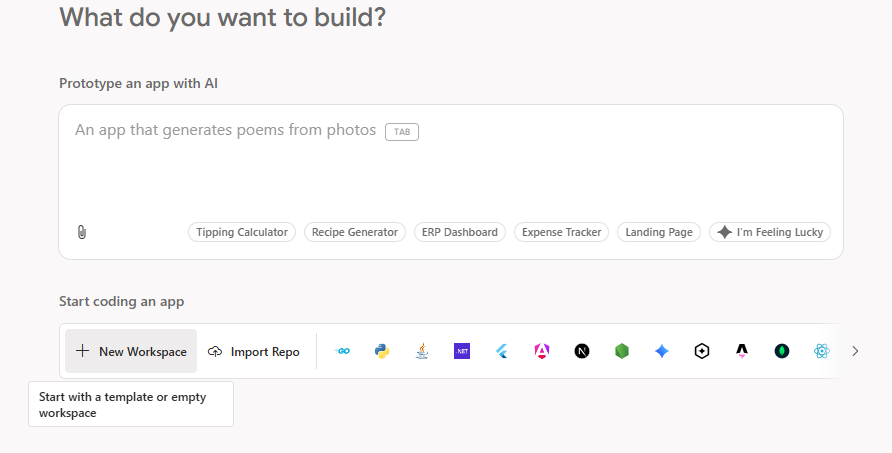 What do you want to build?
Prototype an app with AI
An app that generates poems from photos TAB
Tipping Calculator Recipe Generator ERP Dashboard Expense Tracker Landing Page I'm Feeling Lucky
Start coding an app
New Workspace Import Repo GO .NET N
Start with a template or empty
workspace